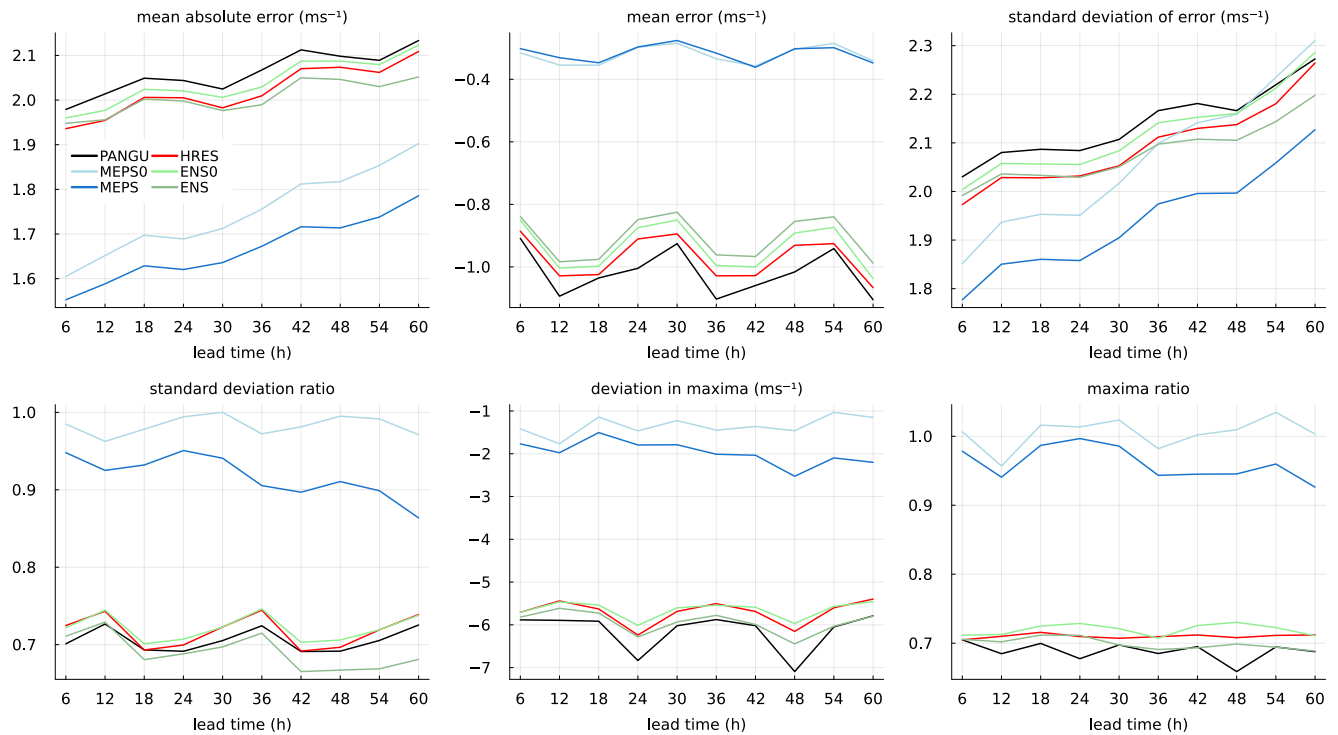 mean absolute error (ms⁻¹)
2.1
2.0
1.9
1.8
1.7
1.6
PANGU HRES
MEPS0 ENS0
MEPS ENS
6 12 18 24 30 36 42 48 54 60
lead time (h)
mean error (ms⁻¹)
−0.4
−0.6
−0.8
−1.0
6 12 18 24 30 36 42 48 54 60
lead time (h)
standard deviation of error (ms⁻¹)
2.3
2.2
2.1
2.0
1.9
1.8
6 12 18 24 30 36 42 48 54 60
lead time (h)
standard deviation ratio
1.0
0.9
0.8
0.7
6 12 18 24 30 36 42 48 54 60
lead time (h)
deviation in maxima (ms⁻¹)
−1
−2
−3
−4
−5
−6
−7
6 12 18 24 30 36 42 48 54 60
lead time (h)
maxima ratio
1.0
0.9
0.8
0.7
6 12 18 24 30 36 42 48 54 60
lead time (h)